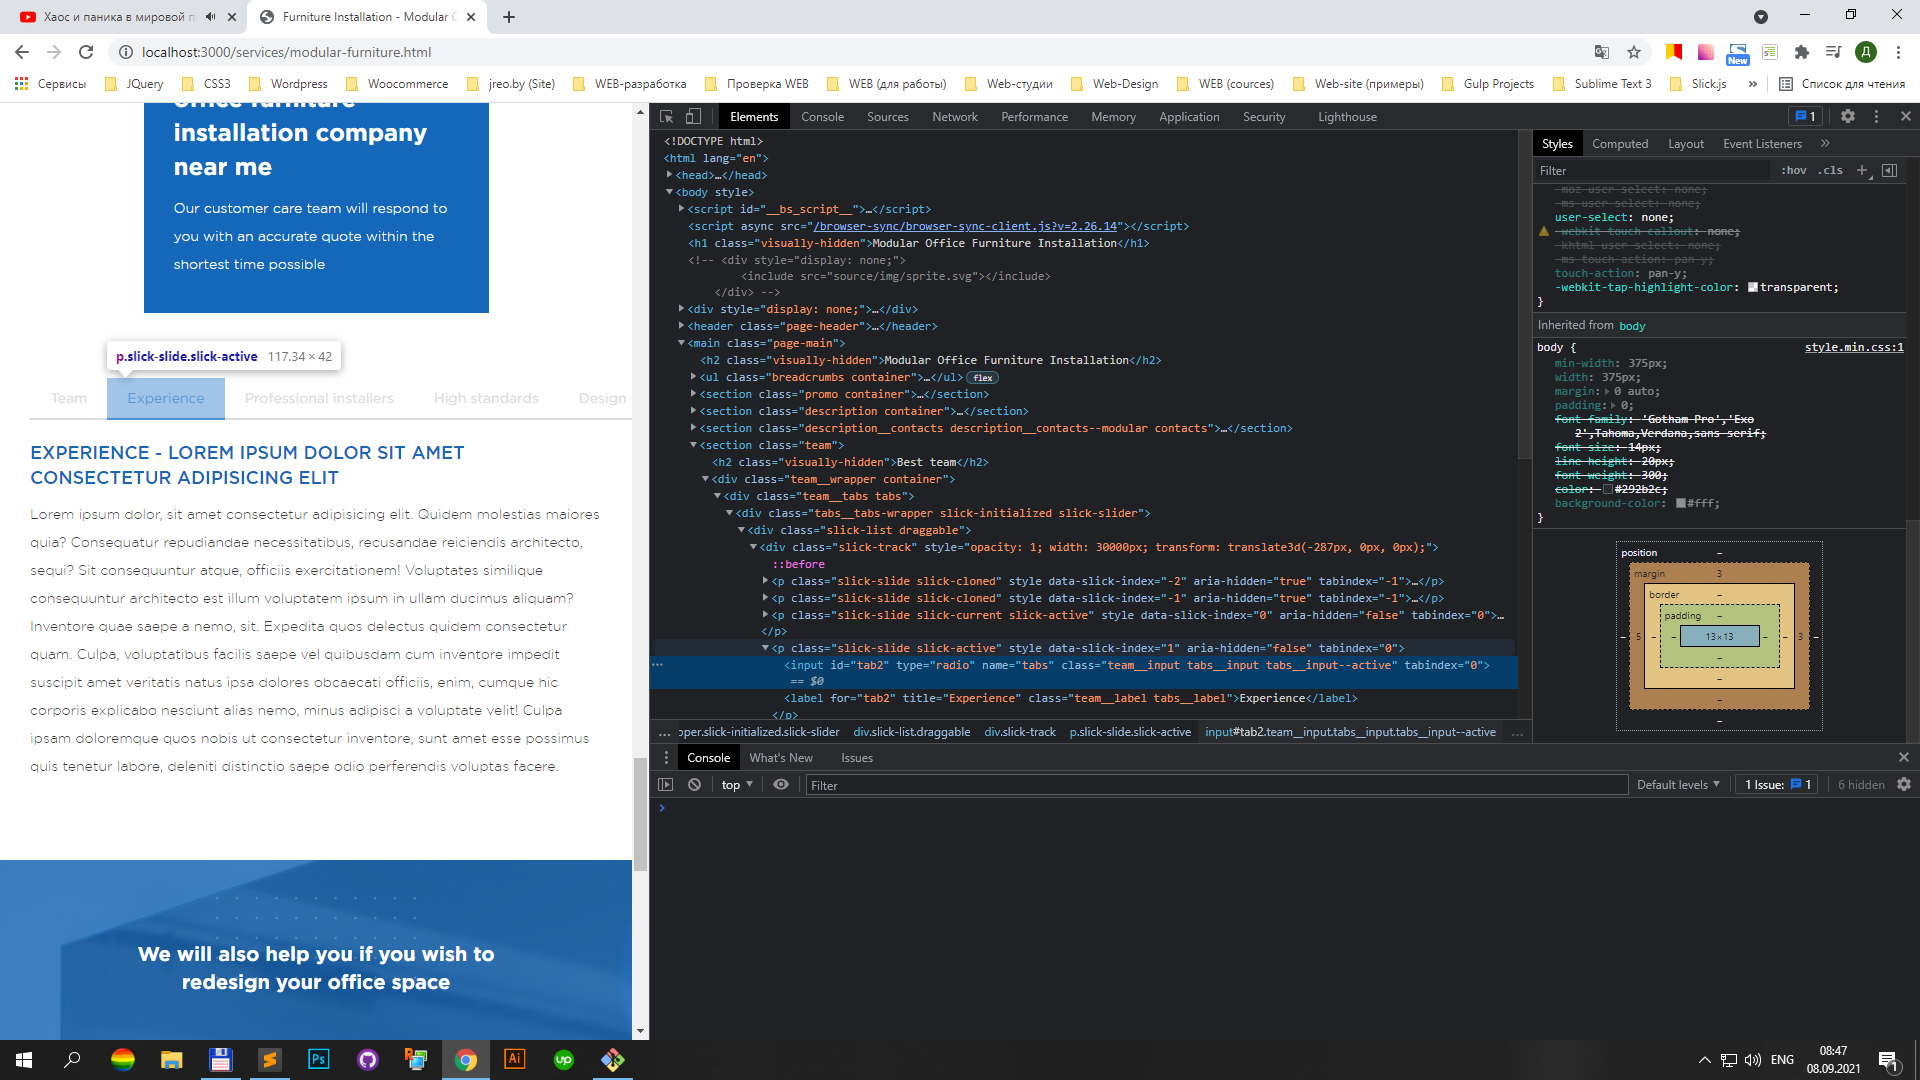 Хаос и паника в мировой п
Furniture Installation - Modular C
localhost:3000/services/modular-furniture.html
New
Д
Сервисы
JQuery
CSS3
Wordpress
Woocommerce
jreo.by (Site)
WEB-разработка
Проверка WEB
WEB (для работы)
Web-студии
Web-Design
WEB (cources)
Web-site (примеры)
Gulp Projects
Sublime Text 3
Slick.js
»
Список для чтения
office furniture
installation company
near me
Our customer care team will respond to
you with an accurate quote within the
shortest time possible
p.slick-slide.slick-active 117.34 × 42
Team
Experience
Professional installers
High standards
Design
EXPERIENCE - LOREM IPSUM DOLOR SIT AMET
CONSECTETUR ADIPISICING ELIT
Lorem ipsum dolor, sit amet consectetur adipisicing elit. Quidem molestias maiores
quia? Consequatur repudiandae necessitatibus, recusandae reiciendis architecto,
sequi? Sit consequuntur atque, officiis exercitationem! Voluptates similique
consequuntur architecto est illum voluptatem ipsum in ullam ducimus aliquam?
Inventore quae saepe a nemo, sit. Expedita quos delectus quidem consectetur
quam. Culpa, voluptatibus facilis saepe vel quibusdam cum inventore impedit
suscipit amet veritatis natus ipsa dolores obcaecati officiis, enim, cumque hic
corporis explicabo nesciunt alias nemo, minus adipisci a voluptate velit! Culpa
ipsam doloremque quos nobis ut consectetur inventore, sunt amet esse possimus
quis tenetur labore, deleniti distinctio saepe odio perferendis voluptas facere.
We will also help you if you wish to
redesign your office space
Elements
Console
Sources
Network
Performance
Memory
Application
Security
Lighthouse
1
<!DOCTYPE html>
<html lang="en">
<head>…</head>
<body style>
<script id="__bs_script__">…</script>
<script async src="/browser-sync/browser-sync-client.js?v=2.26.14"></script>
<h1 class="visually-hidden">Modular Office Furniture Installation</h1>
<!-- <div style="display: none;">
<include src="source/img/sprite.svg"></include>
</div> -->
<div style="display: none;">…</div>
<header class="page-header">…</header>
<main class="page-main">
<h2 class="visually-hidden">Modular Office Furniture Installation</h2>
<ul class="breadcrumbs container">…</ul> flex
<section class="promo container">…</section>
<section class="description container">…</section>
<section class="description__contacts description__contacts--modular contacts">…</section>
<section class="team">
<h2 class="visually-hidden">Best team</h2>
<div class="team__wrapper container">
<div class="team__tabs tabs">
<div class="tabs__tabs-wrapper slick-initialized slick-slider">
<div class="slick-list draggable">
<div class="slick-track" style="opacity: 1; width: 30000px; transform: translate3d(-287px, 0px, 0px);">
::before
<p class="slick-slide slick-cloned" style data-slick-index="-2" aria-hidden="true" tabindex="-1">…</p>
<p class="slick-slide slick-cloned" style data-slick-index="-1" aria-hidden="true" tabindex="-1">…</p>
<p class="slick-slide slick-current slick-active" style data-slick-index="0" aria-hidden="false" tabindex="0">…
</p>
<p class="slick-slide slick-active" style data-slick-index="1" aria-hidden="false" tabindex="0">
<input id="tab2" type="radio" name="tabs" class="team__input tabs__input tabs__input--active" tabindex="0">
== $0
<label for="tab2" title="Experience" class="team__label tabs__label">Experience</label>
</p>
… oper.slick-initialized.slick-slider div.slick-list.draggable div.slick-track p.slick-slide.slick-active input#tab2.team__input.tabs__input.tabs__input--active …
Styles
Computed
Layout
Event Listeners
»
Filter
:hov .cls +
-moz-user-select: none;
-ms-user-select: none;
user-select: none;
-webkit-touch-callout: none;
-khtml-user-select: none;
-ms-touch-action: pan-y;
touch-action: pan-y;
-webkit-tap-highlight-color: transparent;
}
Inherited from body
body {
style.min.css:1
min-width: 375px;
width: 375px;
margin: 0 auto;
padding: 0;
font-family: 'Gotham Pro','Exo
2',Tahoma,Verdana,sans-serif;
font-size: 14px;
line-height: 20px;
font-weight: 300;
color: #292b2c;
background-color: #fff;
}
position –
margin 3
border –
padding –
– 5 – – 13×13 – – 3 –
–
–
–
–
Console
What's New
Issues
top
Filter
Default levels
1 Issue: 1
6 hidden
Ps
Ai
up
ENG
08:47
08.09.2021
1